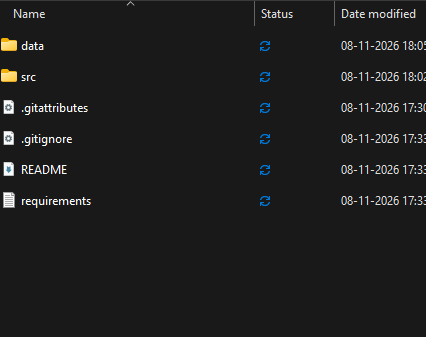 Name Status Date modified
data 08-11-2026 18:05
src 08-11-2026 18:02
.gitattributes 08-11-2026 17:30
.gitignore 08-11-2026 17:33
README 08-11-2026 17:33
requirements 08-11-2026 17:33